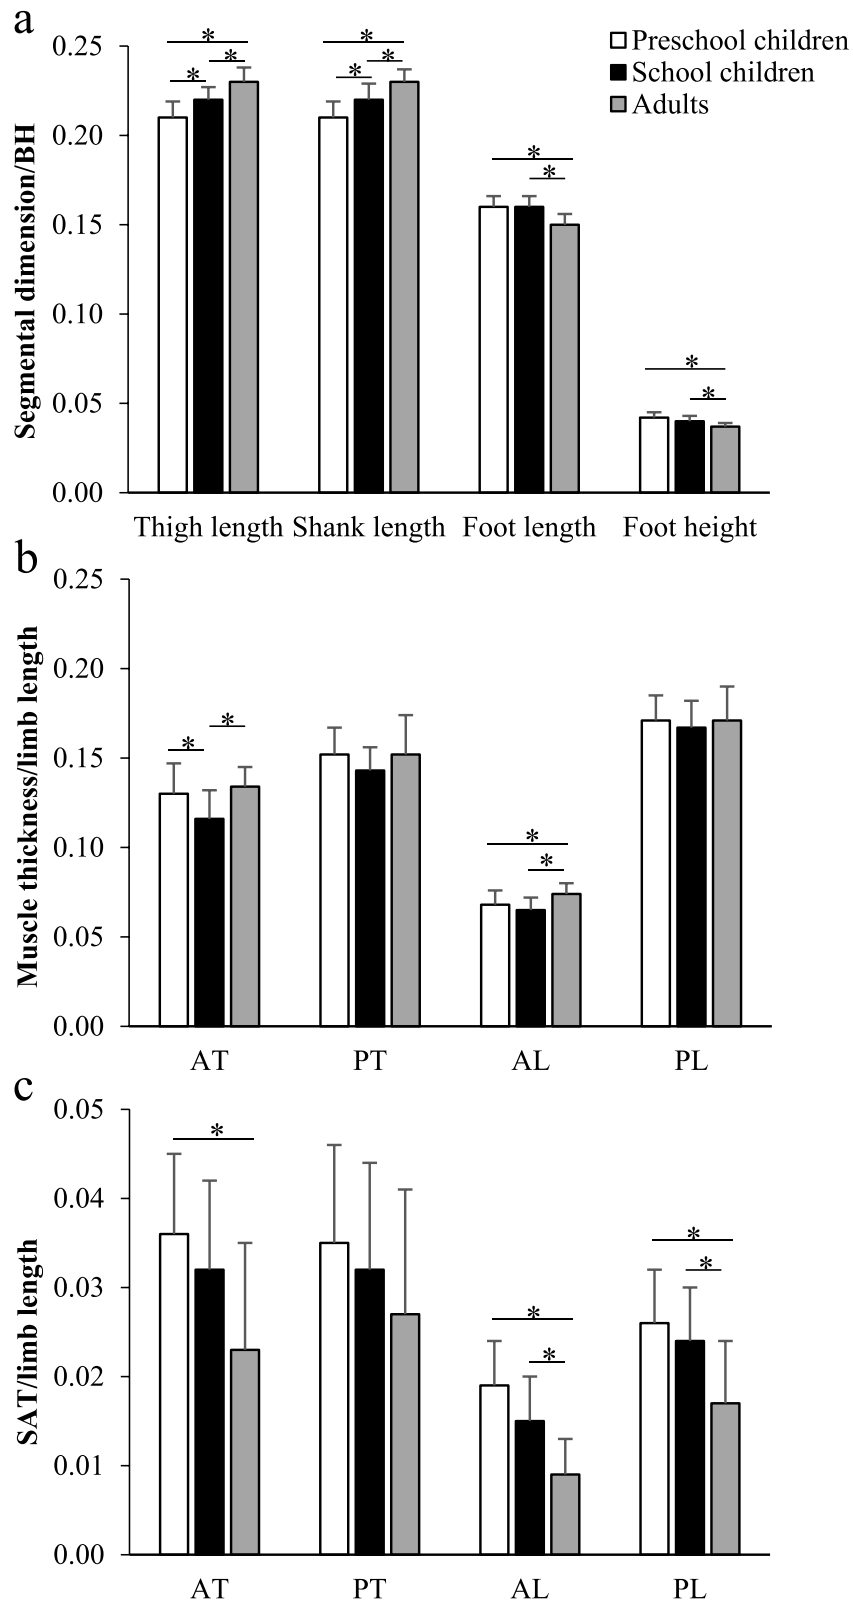 a
Preschool children
School children
Adults
Segmental dimension/BH
0.25
0.20
0.15
0.10
0.05
0.00
* * * * * * * * * *
Thigh length Shank length Foot length Foot height
b
Muscle thickness/limb length
0.25
0.20
0.15
0.10
0.05
0.00
* * * *
AT PT AL PL
c
SAT/limb length
0.05
0.04
0.03
0.02
0.01
0.00
* * * * *
AT PT AL PL